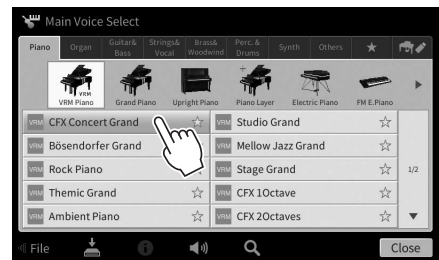 Main Voice Select
Piano Organ Guitar& Bass Strings& Vocal Brass& Woodwind Perc. & Drums Synth Others
VRM
VRM Piano Grand Piano Upright Piano Piano Layer Electric Piano FM E.Piano
VRM CFX Concert Grand VRM Studio Grand
VRM Bösendorfer Grand VRM Mellow Jazz Grand
VRM Rock Piano VRM Stage Grand 1/2
VRM Themic Grand VRM CFX 1Octave
VRM Ambient Piano VRM CFX 2Octaves
File Close